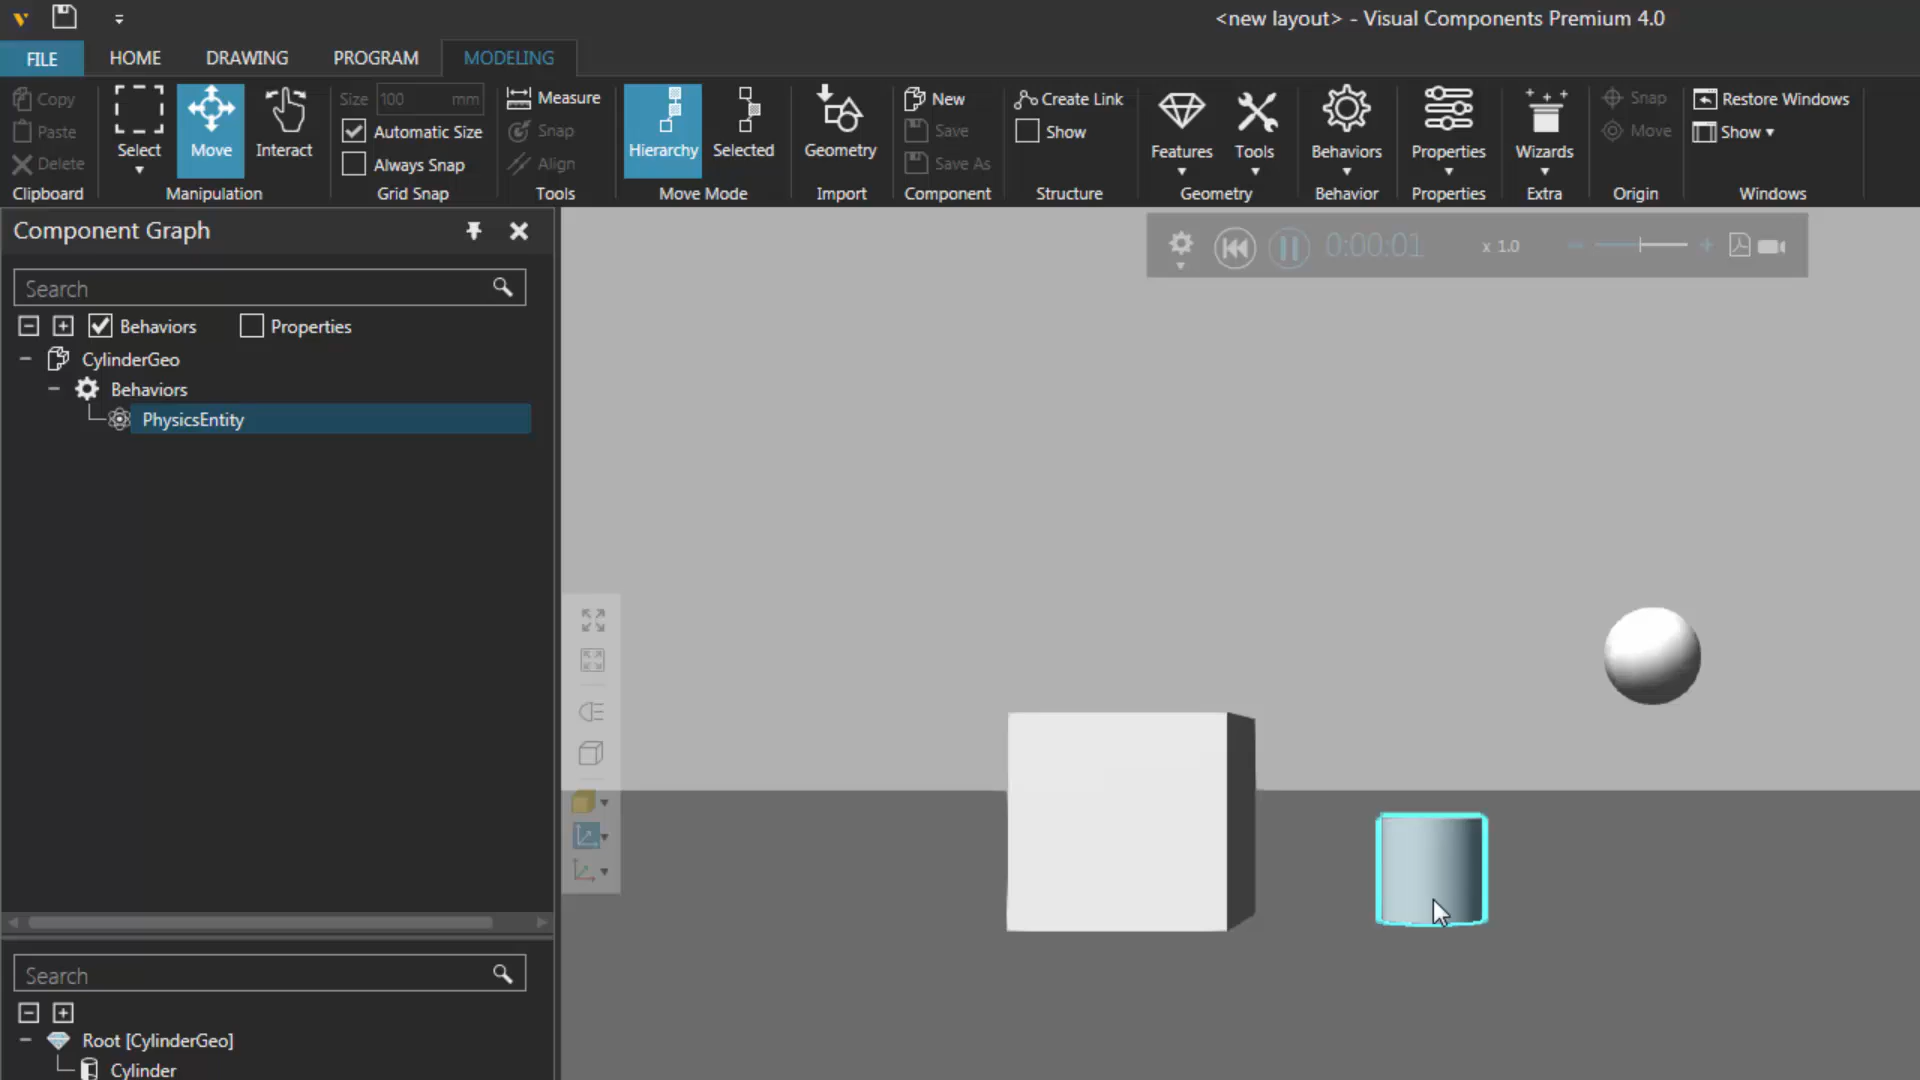 <new layout> - Visual Components Premium 4.0
FILE HOME DRAWING PROGRAM MODELING
Copy
Paste
Delete
Clipboard
Select Move Interact
Manipulation
Size 100 mm
Automatic Size
Always Snap
Grid Snap
Measure
Snap
Align
Tools
Hierarchy Selected
Move Mode
Geometry
Import
New
Save
Save As
Component
Create Link
Show
Structure
Features Tools
Geometry
Behaviors
Behavior
Properties
Properties
Wizards
Extra
Snap
Move
Origin
Restore Windows
Show
Windows
Component Graph
Search
Behaviors Properties
CylinderGeo
Behaviors
PhysicsEntity
0:00:01 x 1.0
Search
Root [CylinderGeo]
Cylinder